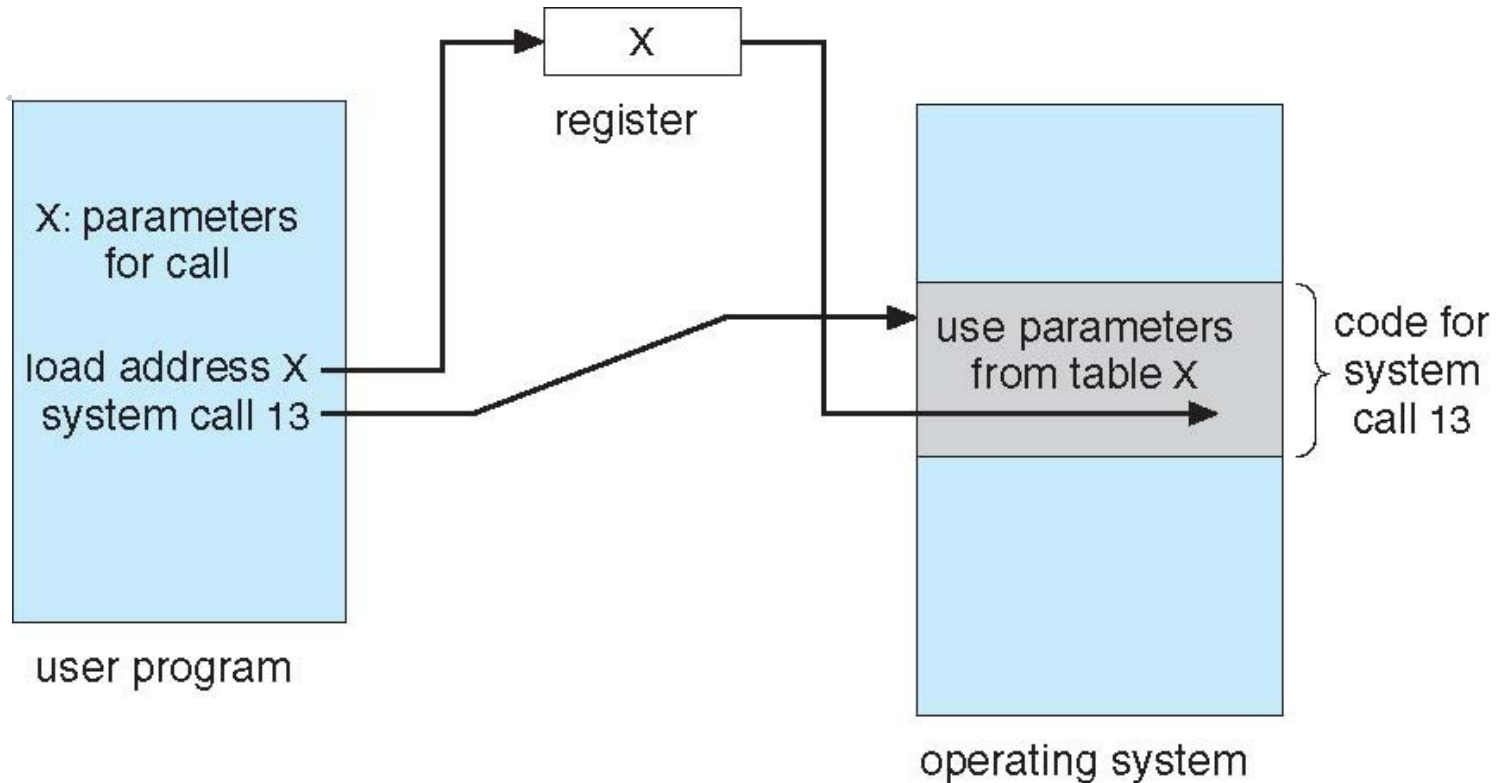 X
register
X: parameters
for call
load address X
system call 13
user program
use parameters
from table X
code for
system
call 13
operating system